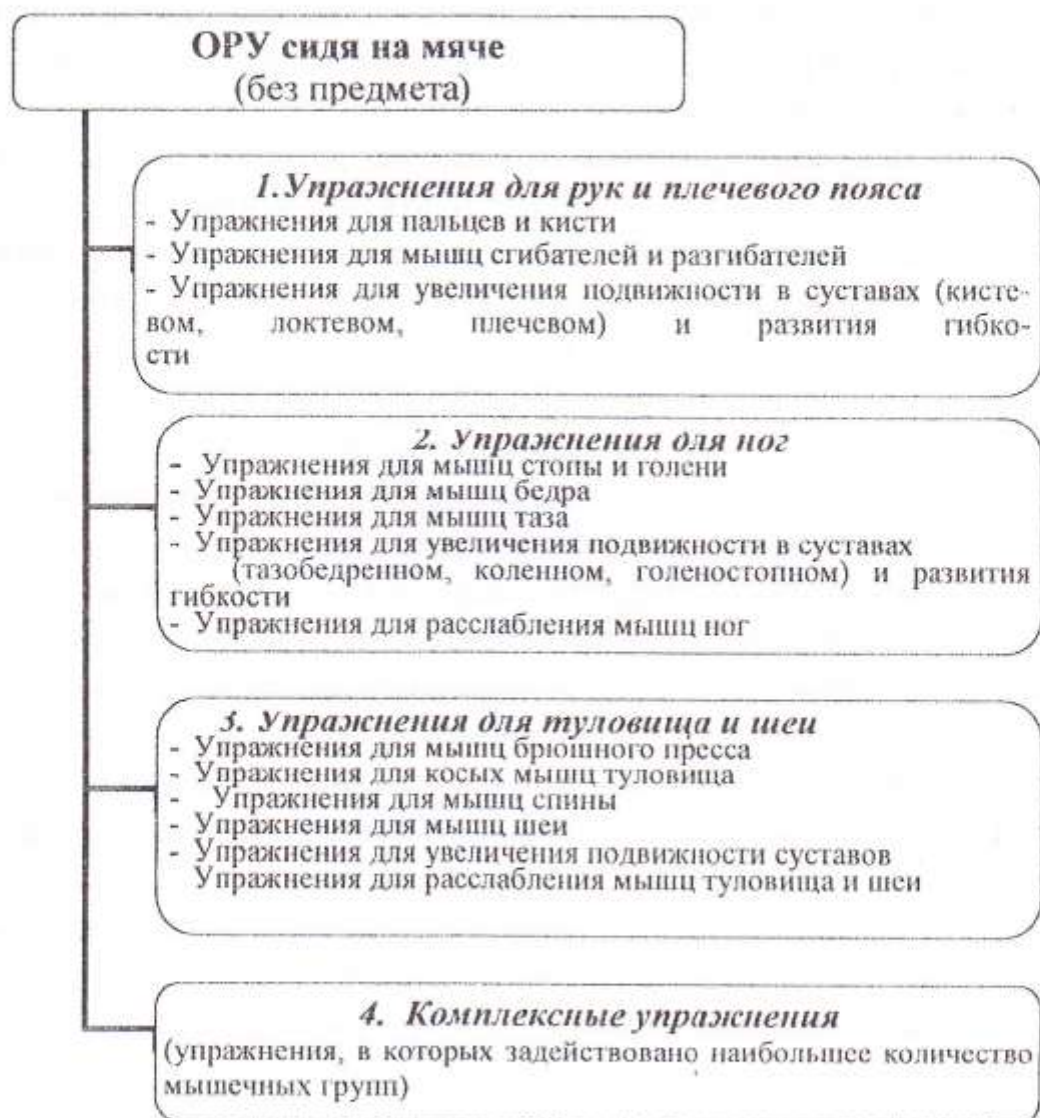 ОРУ сидя на мяче
(без предмета)
1.Упражнения для рук и плечевого пояса
- Упражнения для пальцев и кисти
- Упражнения для мышц сгибателей и разгибателей
- Упражнения для увеличения подвижности в суставах (кисте-
вом, локтевом, плечевом) и развития гибко-
сти
2. Упражнения для ног
- Упражнения для мышц стопы и голени
- Упражнения для мышц бедра
- Упражнения для мышц таза
- Упражнения для увеличения подвижности в суставах
(тазобедренном, коленном, голеностопном) и развития
гибкости
- Упражнения для расслабления мышц ног
3. Упражнения для туловища и шеи
- Упражнения для мышц брюшного пресса
- Упражнения для косых мышц туловища
- Упражнения для мышц спины
- Упражнения для мышц шеи
- Упражнения для увеличения подвижности суставов
Упражнения для расслабления мышц туловища и шеи
4. Комплексные упражнения
(упражнения, в которых задействовано наибольшее количество
мышечных групп)